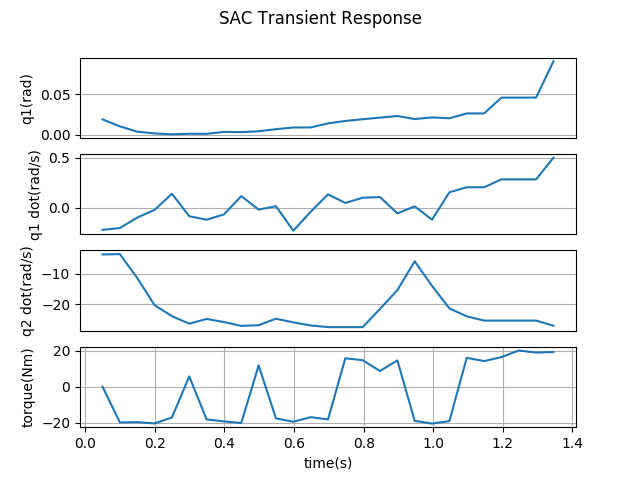 SAC Transient Response
q1(rad)
0.05
0.00
q1 dot(rad/s)
0.5
0.0
q2 dot(rad/s)
−10
−20
torque(Nm)
20
0
−20
0.0 0.2 0.4 0.6 0.8 1.0 1.2 1.4
time(s)